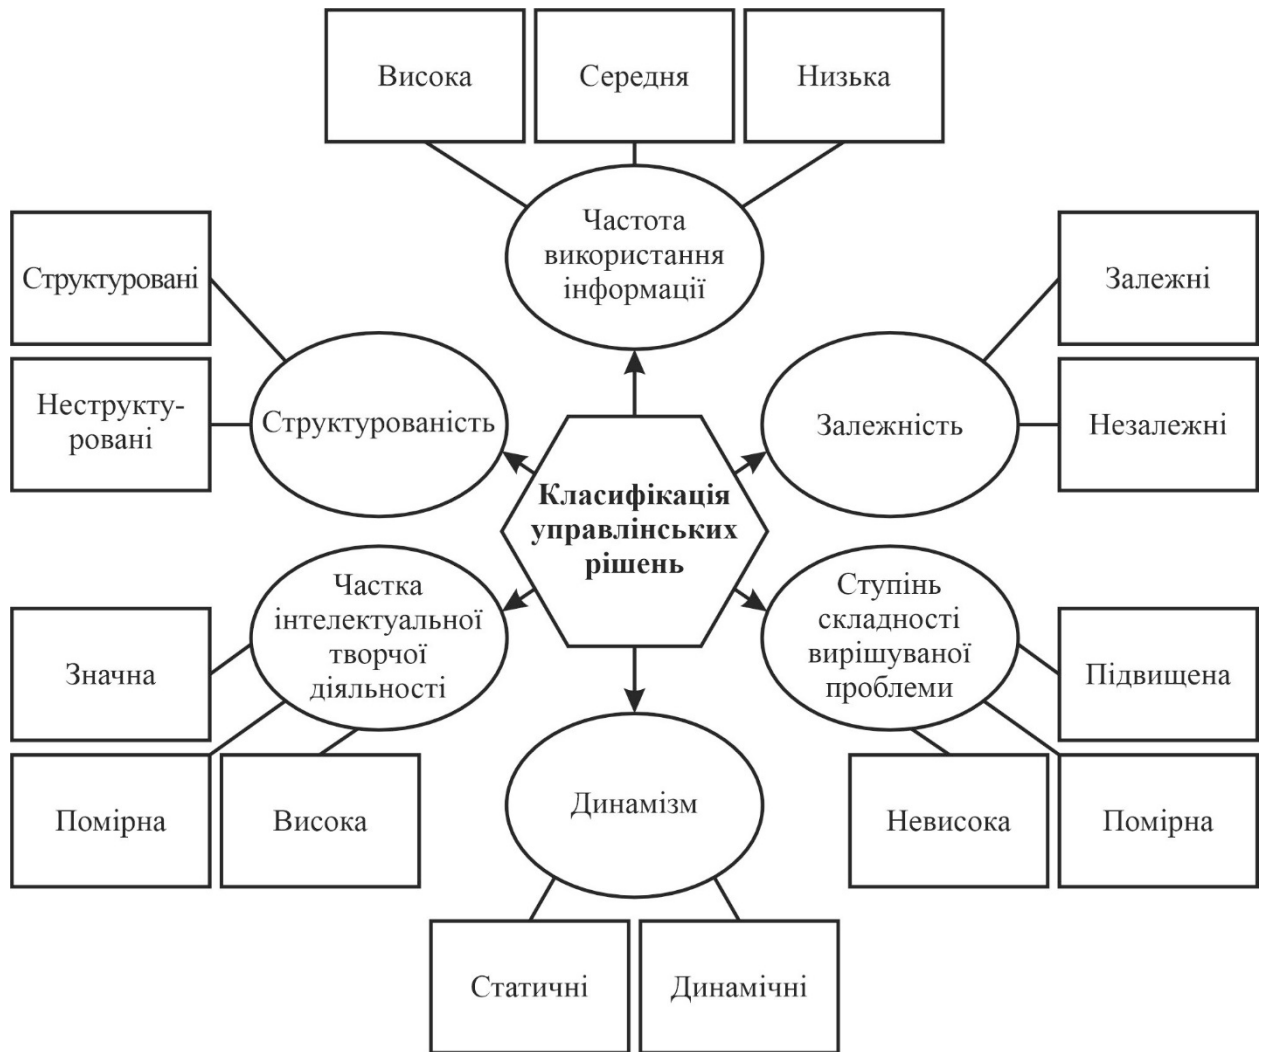 Висока
Середня
Низька
Частота
використання
інформації
Структуровані
Залежні
Неструкту-
ровані
Структурованість
Залежність
Незалежні
Класифікація
управлінських
рішень
Частка
інтелектуальної
творчої
діяльності
Ступінь
складності
вирішуваної
проблеми
Значна
Підвищена
Помірна
Висока
Динамізм
Невисока
Помірна
Статичні
Динамічні